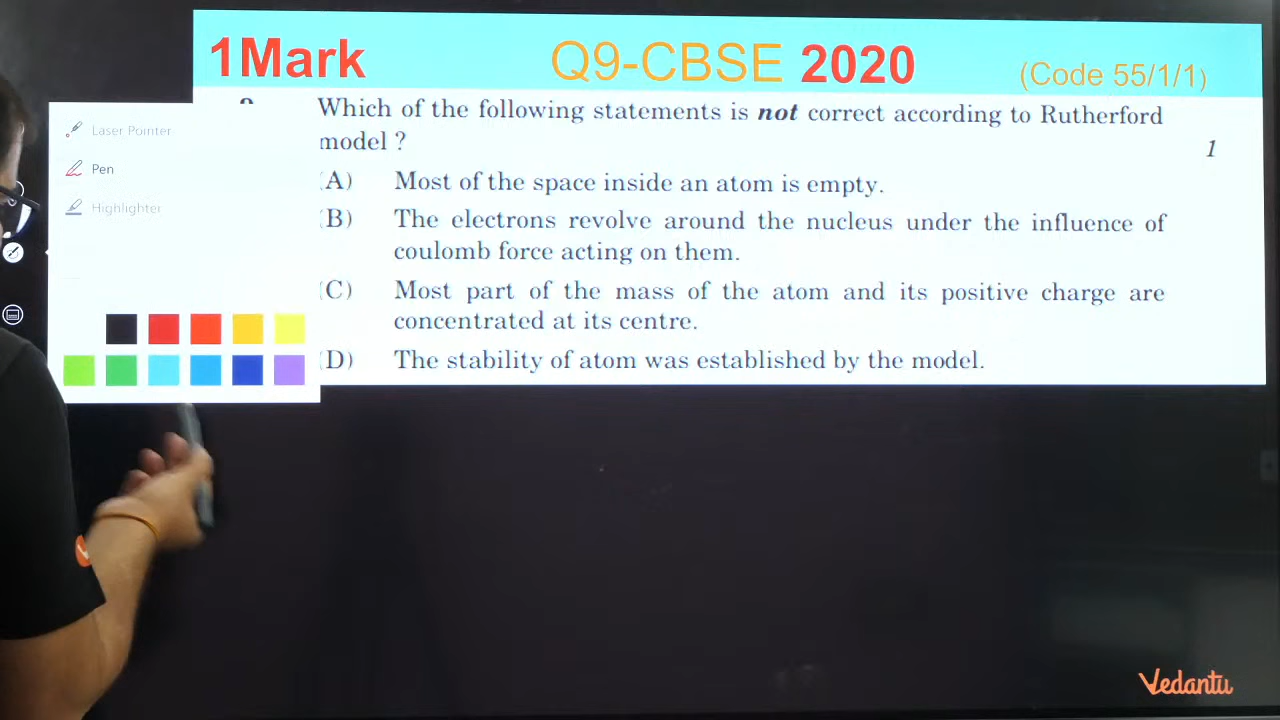 1Mark Q9-CBSE 2020 (Code 55/1/1)
Which of the following statements is not correct according to Rutherford
model ? 1
(A) Most of the space inside an atom is empty.
(B) The electrons revolve around the nucleus under the influence of
coulomb force acting on them.
(C) Most part of the mass of the atom and its positive charge are
concentrated at its centre.
(D) The stability of atom was established by the model.
Laser Pointer
Pen
Highlighter
Vedantu